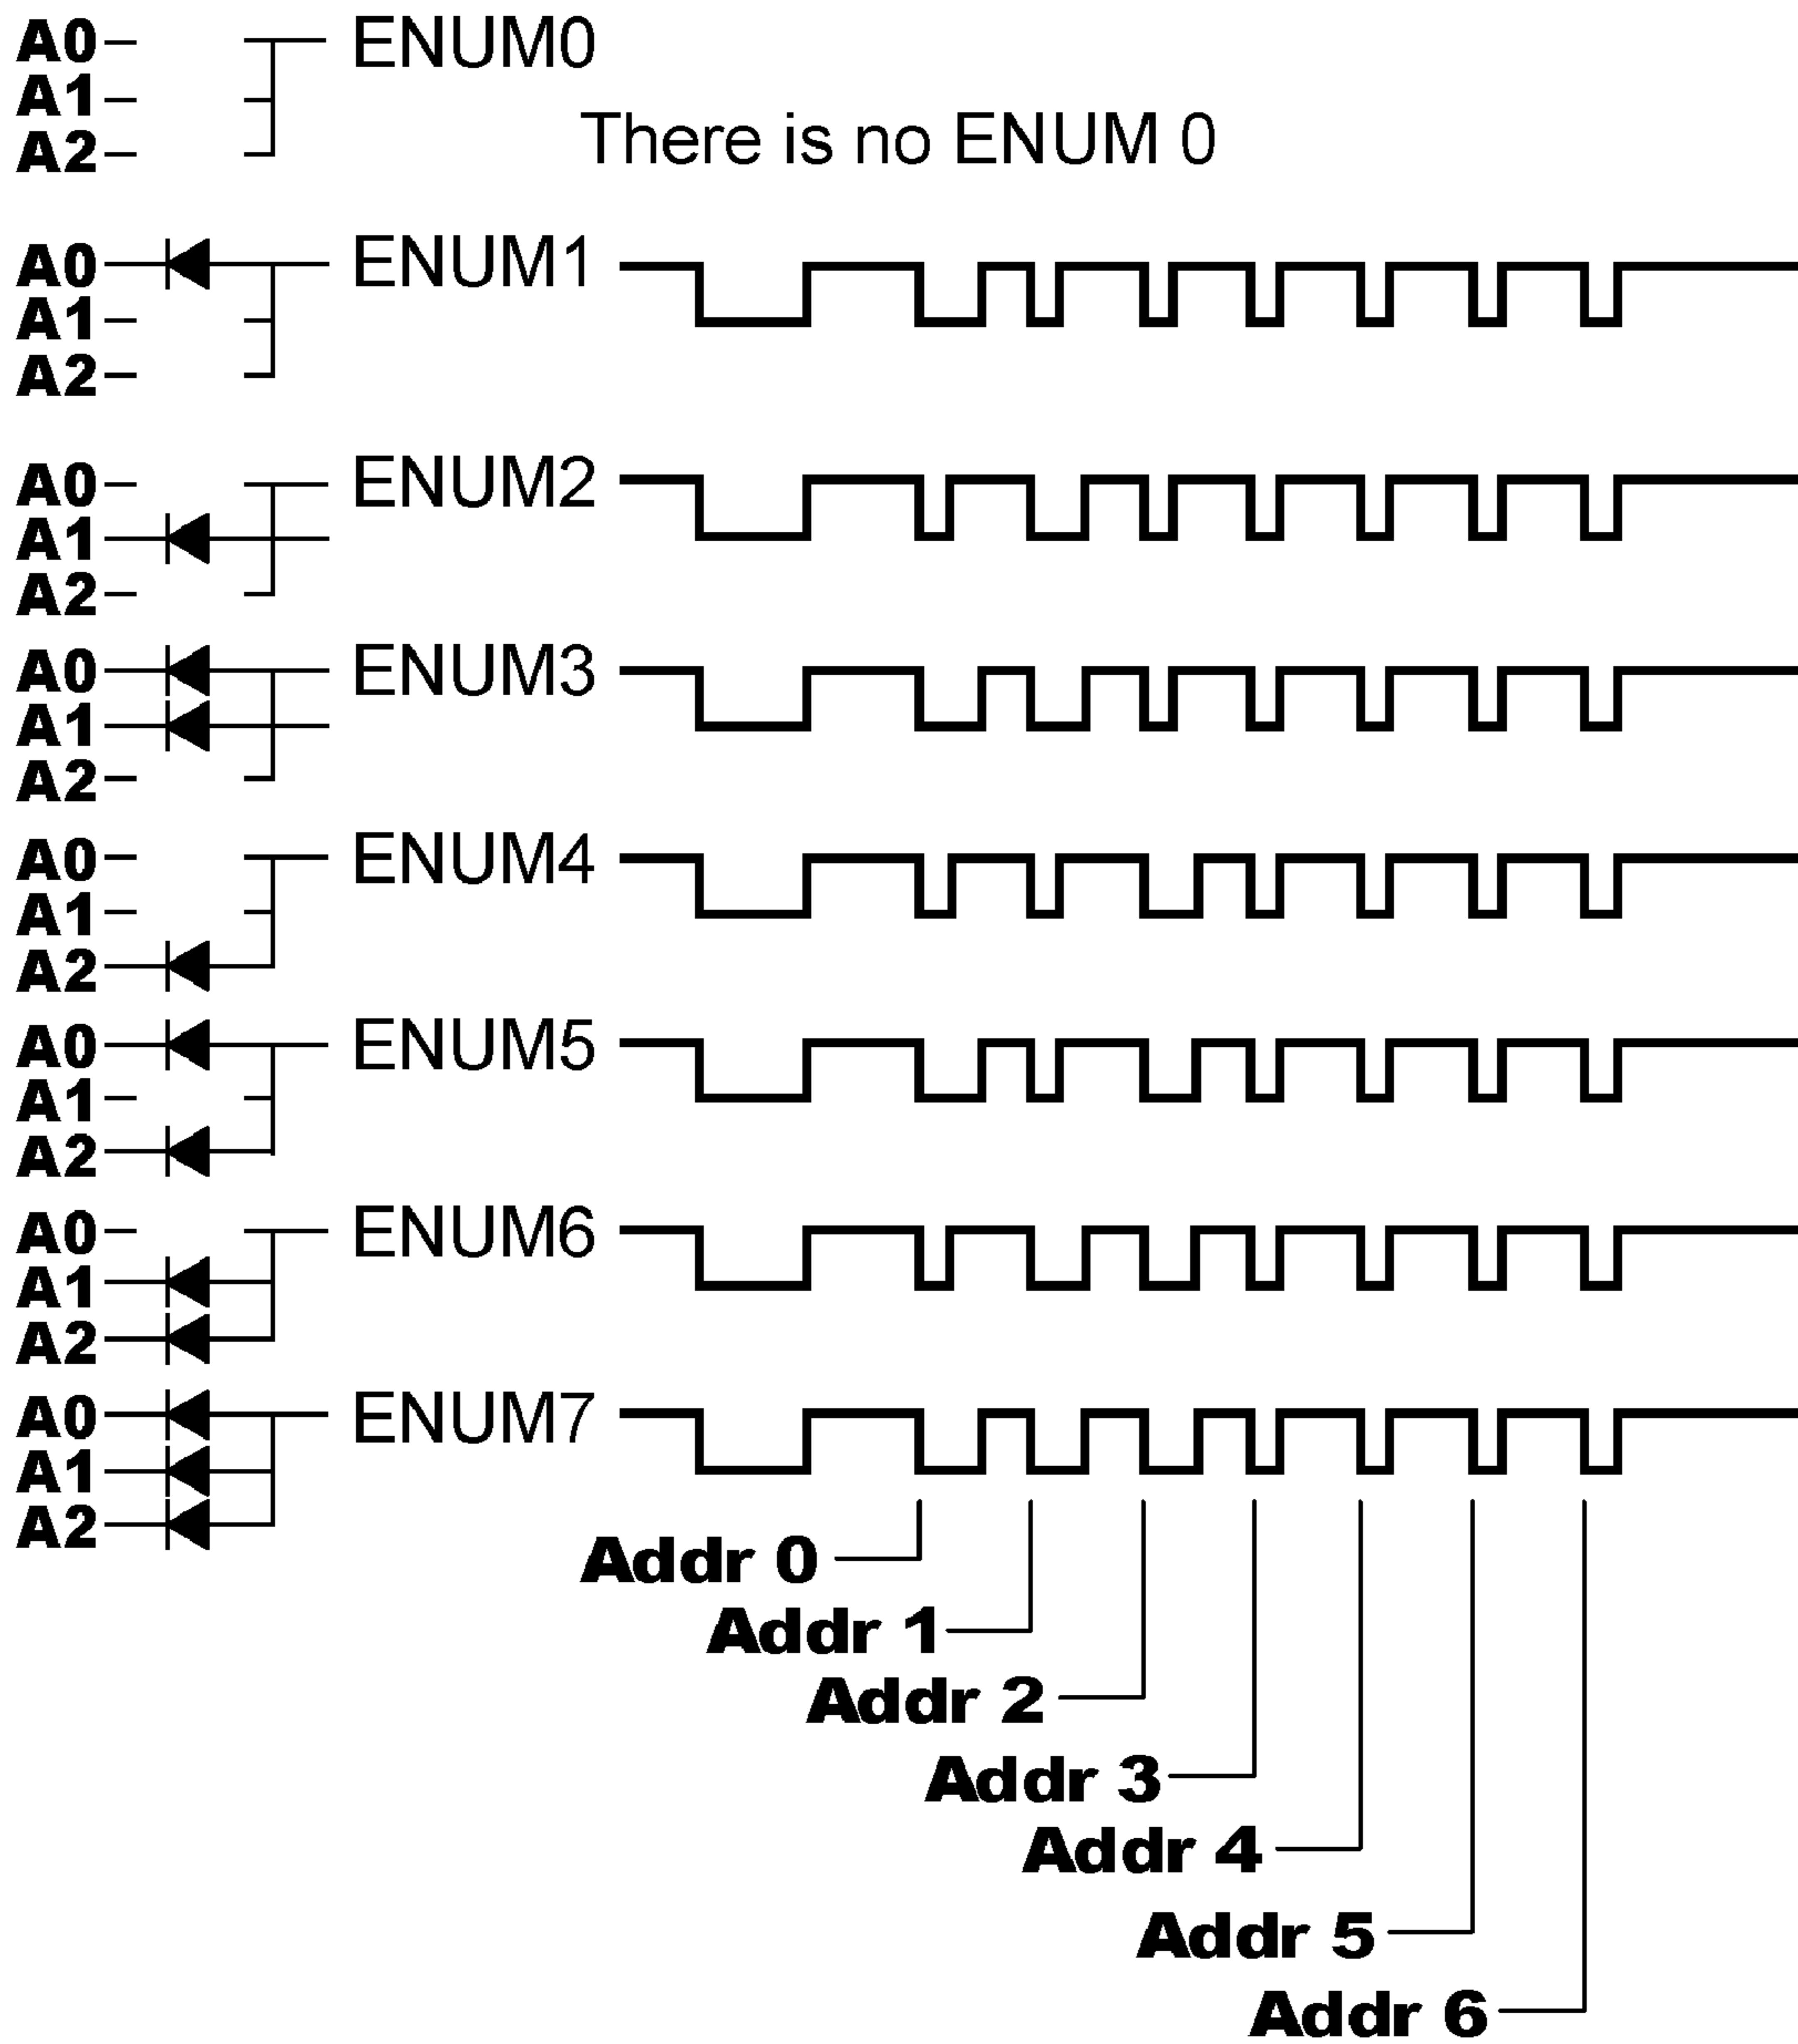 A0 ENUM0
A1
There is no ENUM 0
A2
A0 ENUM1
A1
A2
A0 ENUM2
A1
A2
A0 ENUM3
A1
A2
A0 ENUM4
A1
A2
A0 ENUM5
A1
A2
A0 ENUM6
A1
A2
A0 ENUM7
A1
A2
Addr 0
Addr 1
Addr 2
Addr 3
Addr 4
Addr 5
Addr 6